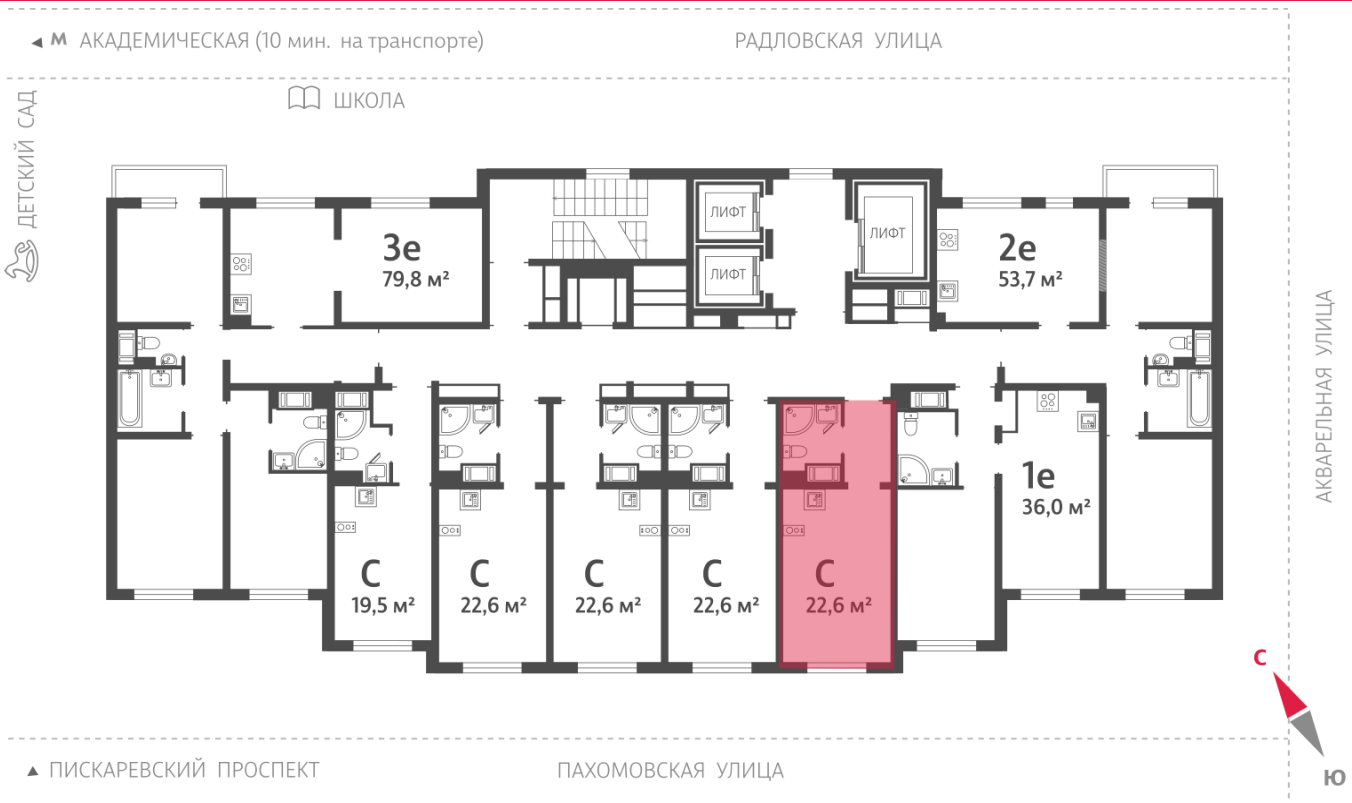 М АКАДЕМИЧЕСКАЯ (10 мин. на транспорте)
РАДЛОВСКАЯ УЛИЦА
ШКОЛА
ДЕТСКИЙ САД
ЛИФТ
ЛИФТ
ЛИФТ
3е
79,8 м²
2е
53,7 м²
АКВАРЕЛЬНАЯ УЛИЦА
1е
36,0 м²
С
19,5 м²
С
22,6 м²
С
22,6 м²
С
22,6 м²
С
22,6 м²
С
Ю
ПИСКАРЕВСКИЙ ПРОСПЕКТ
ПАХОМОВСКАЯ УЛИЦА